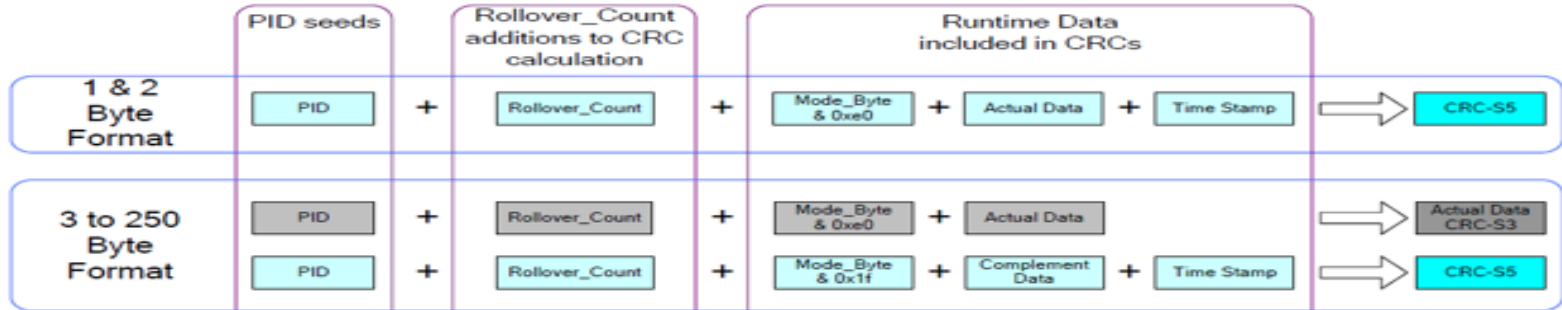 PID seeds
Rollover_Count
additions to CRC
calculation
Runtime Data
included in CRCs
1 & 2
Byte
Format
PID
+
Rollover_Count
+
Mode_Byte
& 0xe0
+
Actual Data
+
Time Stamp
CRC-S5
3 to 250
Byte
Format
PID
+
Rollover_Count
+
Mode_Byte
& 0xe0
+
Actual Data
Actual Data
CRC-S3
PID
+
Rollover_Count
+
Mode_Byte
& 0x1f
+
Complement
Data
+
Time Stamp
CRC-S5